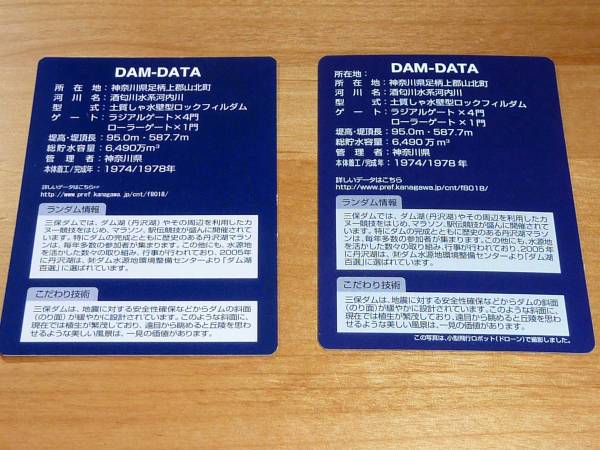 DAM-DATA
所在地：神奈川県足柄上郡山北町
河川名：酒匂川水系河内川
型式：土質しゃ水壁型ロックフィルダム
ゲート：ラジアルゲート×4門
ローラーゲート×1門
堤高・堤頂長：95.0m・587.7m
総貯水容量：6,490万m³
管理者：神奈川県
本体着工/完成年：1974/1978年
詳しいデータはこちら▸▸
http://www.pref.kanagawa.jp/cnt/f8018/
ランダム情報
三保ダムでは、ダム湖（丹沢湖）やその周辺を利用したカ
ヌー競技をはじめ、マラソン、駅伝競技が盛んに開催されて
います。特にダムの完成とともに歴史のある丹沢湖マラソ
ンは、毎年多数の参加者が集まります。この他にも、水源地
を活かした数々の取り組み、行事が行われており、2005年
に丹沢湖は、㈶ダム水源地環境整備センターより「ダム湖
百選」に選ばれています。
こだわり技術
三保ダムは、地震に対する安全性確保などからダムの斜面
（のり面）が緩やかに設計されています。このような斜面に、
現在では植生が繁茂しており、遠目から眺めると丘陵を思わ
せるような美しい風景は、一見の価値があります。
DAM-DATA
所在地：
神奈川県足柄上郡山北町
河川名：酒匂川水系河内川
型式：土質しゃ水壁型ロックフィルダム
ゲート：ラジアルゲート×4門
ローラーゲート×1門
堤高・堤頂長：95.0m・587.7m
総貯水容量：6,490万m³
管理者：神奈川県
本体着工/完成年：1974/1978年
詳しいデータはこちら▸▸
http://www.pref.kanagawa.jp/cnt/f8018/
ランダム情報
三保ダムでは、ダム湖（丹沢湖）やその周辺を利用したカ
ヌー競技をはじめ、マラソン、駅伝競技が盛んに開催されて
います。特にダムの完成とともに歴史のある丹沢湖マラソ
ンは、毎年多数の参加者が集まります。この他にも、水源地
を活かした数々の取り組み、行事が行われており、2005年
に丹沢湖は、㈶ダム水源地環境整備センターより「ダム湖
百選」に選ばれています。
こだわり技術
三保ダムは、地震に対する安全性確保などからダムの斜面
（のり面）が緩やかに設計されています。このような斜面に、
現在では植生が繁茂しており、遠目から眺めると丘陵を思わ
せるような美しい風景は、一見の価値があります。
この写真は、小型飛行ロボット（ドローン）で撮影しました。